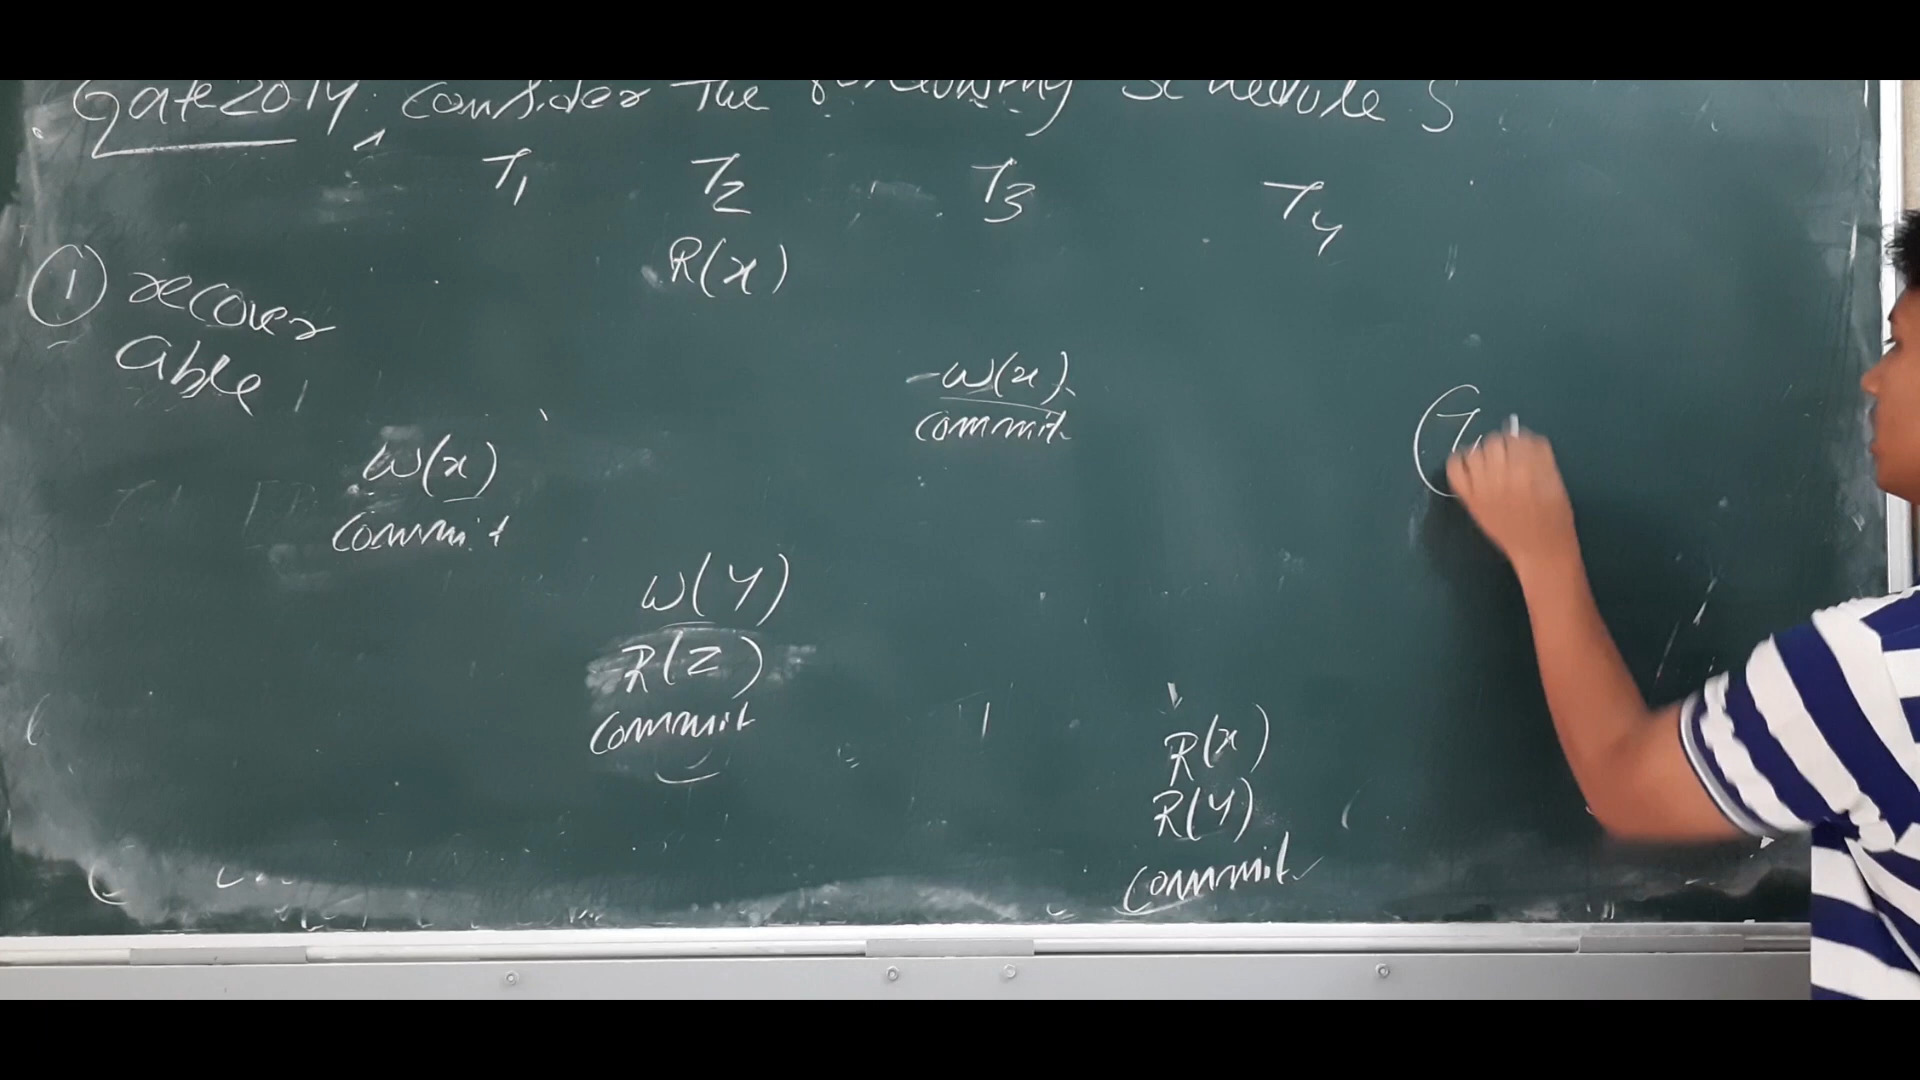 Gate2014: Consider The following Schedule S
T1 T2 T3 T4
R(x)
① recover
able
W(x)
commit
W(x)
commit
W(Y)
R(Z)
commit
R(x)
R(Y)
commit